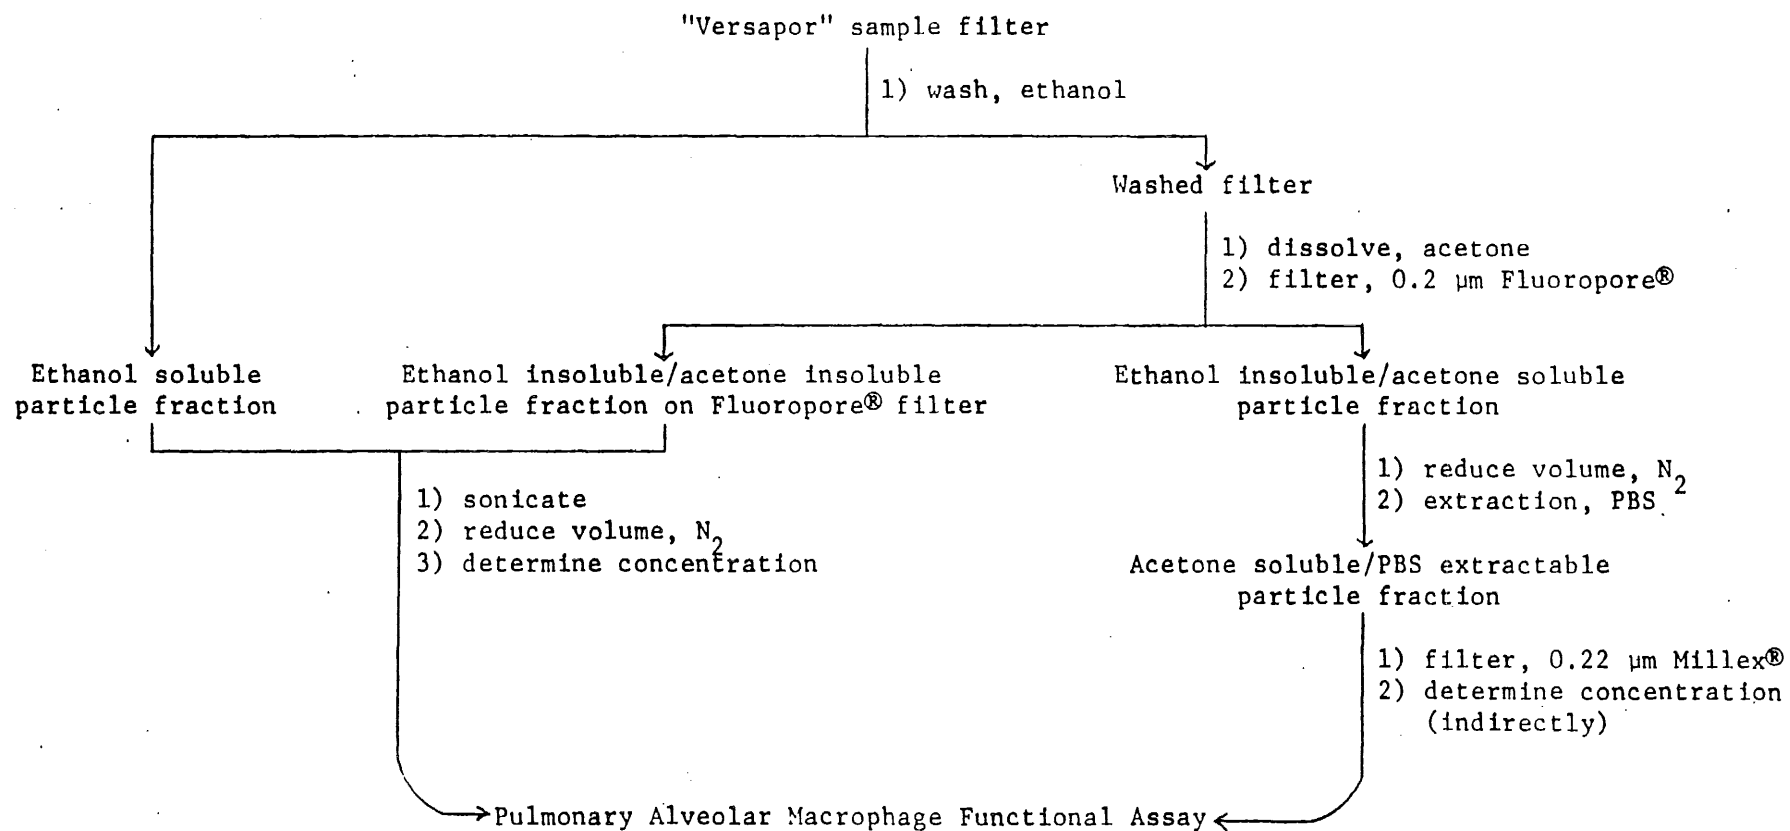 "Versapor" sample filter
1) wash, ethanol
Washed filter
1) dissolve, acetone
2) filter, 0.2 μm Fluoropore®
Ethanol soluble
particle fraction
Ethanol insoluble/acetone insoluble
particle fraction on Fluoropore® filter
Ethanol insoluble/acetone soluble
particle fraction
1) sonicate
2) reduce volume, N2
3) determine concentration
1) reduce volume, N2
2) extraction, PBS
Acetone soluble/PBS extractable
particle fraction
1) filter, 0.22 μm Millex®
2) determine concentration
(indirectly)
Pulmonary Alveolar Macrophage Functional Assay